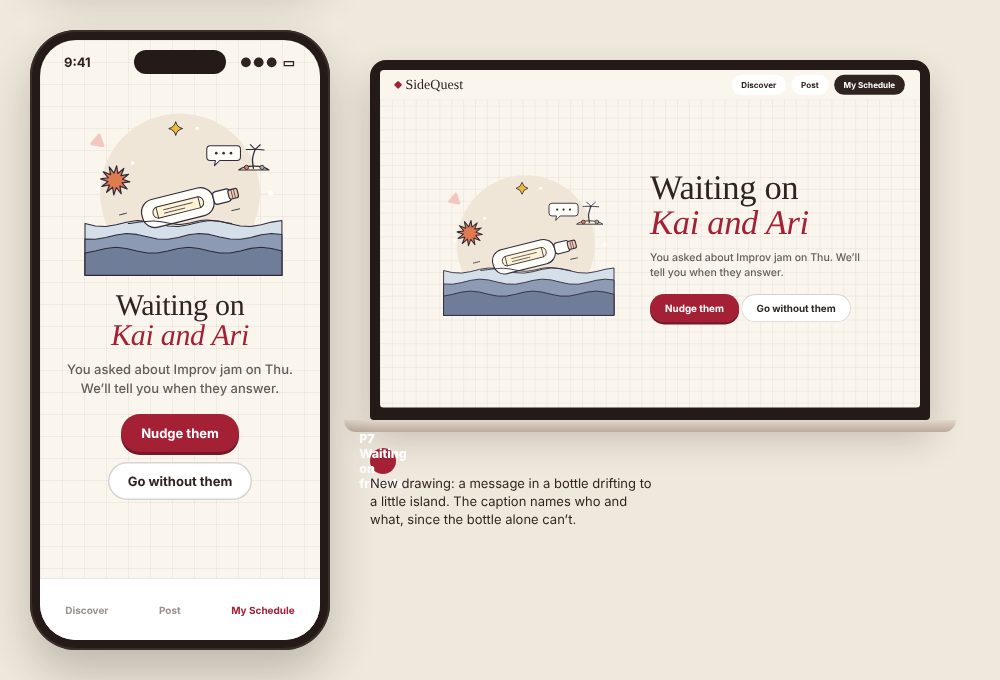 9:41
Waiting on
Kai and Ari
You asked about Improv jam on Thu.
We’ll tell you when they answer.
Nudge them
Go without them
Discover
Post
My Schedule
SideQuest
Discover
Post
My Schedule
Waiting on
Kai and Ari
You asked about Improv jam on Thu. We’ll
tell you when they answer.
Nudge them
Go without them
P7
Waiting
on
New drawing: a message in a bottle drifting to
a little island. The caption names who and
what, since the bottle alone can’t.